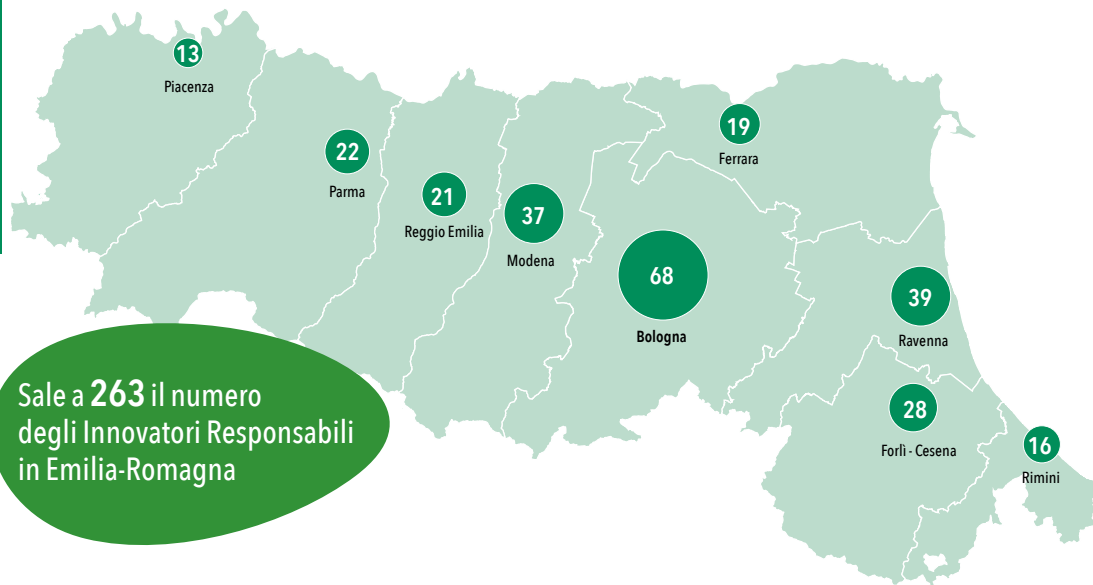 13
Piacenza
22
Parma
21
Reggio Emilia
37
Modena
19
Ferrara
68
Bologna
39
Ravenna
28
Forlì - Cesena
16
Rimini
Sale a 263 il numero
degli Innovatori Responsabili
in Emilia-Romagna